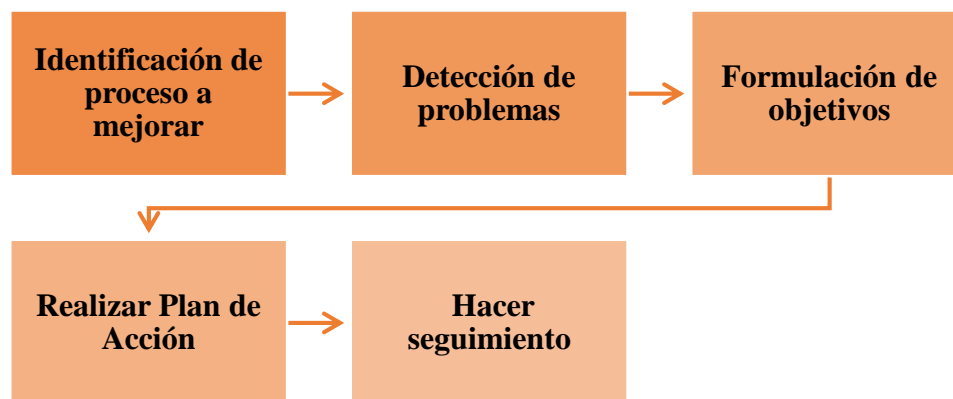 Identificación de
proceso a
mejorar
Detección de
problemas
Formulación de
objetivos
Realizar Plan de
Acción
Hacer
seguimiento